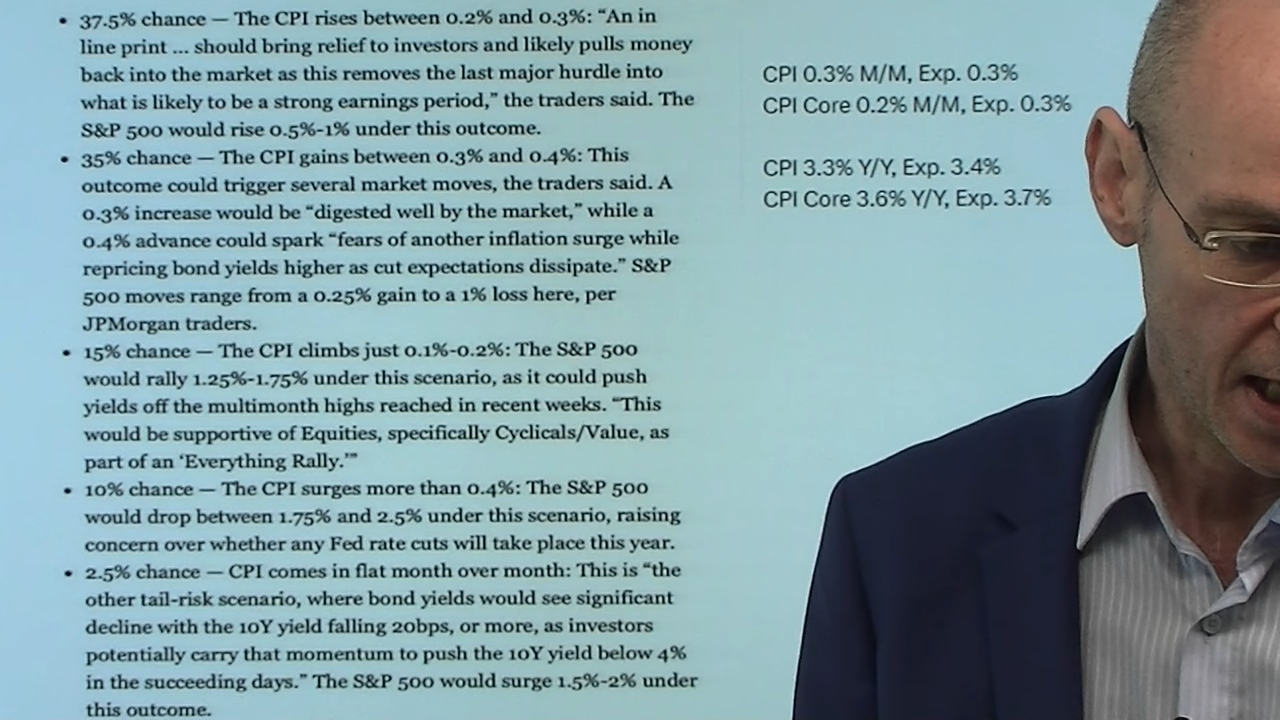 • 37.5% chance — The CPI rises between 0.2% and 0.3%: “An in
line print ... should bring relief to investors and likely pulls money
back into the market as this removes the last major hurdle into
what is likely to be a strong earnings period,” the traders said. The
S&P 500 would rise 0.5%-1% under this outcome.
• 35% chance — The CPI gains between 0.3% and 0.4%: This
outcome could trigger several market moves, the traders said. A
0.3% increase would be “digested well by the market,” while a
0.4% advance could spark “fears of another inflation surge while
repricing bond yields higher as cut expectations dissipate.” S&P
500 moves range from a 0.25% gain to a 1% loss here, per
JPMorgan traders.
• 15% chance — The CPI climbs just 0.1%-0.2%: The S&P 500
would rally 1.25%-1.75% under this scenario, as it could push
yields off the multimonth highs reached in recent weeks. “This
would be supportive of Equities, specifically Cyclicals/Value, as
part of an ‘Everything Rally.’”
• 10% chance — The CPI surges more than 0.4%: The S&P 500
would drop between 1.75% and 2.5% under this scenario, raising
concern over whether any Fed rate cuts will take place this year.
• 2.5% chance — CPI comes in flat month over month: This is “the
other tail-risk scenario, where bond yields would see significant
decline with the 10Y yield falling 20bps, or more, as investors
potentially carry that momentum to push the 10Y yield below 4%
in the succeeding days.” The S&P 500 would surge 1.5%-2% under
this outcome.
CPI 0.3% M/M, Exp. 0.3%
CPI Core 0.2% M/M, Exp. 0.3%
CPI 3.3% Y/Y, Exp. 3.4%
CPI Core 3.6% Y/Y, Exp. 3.7%